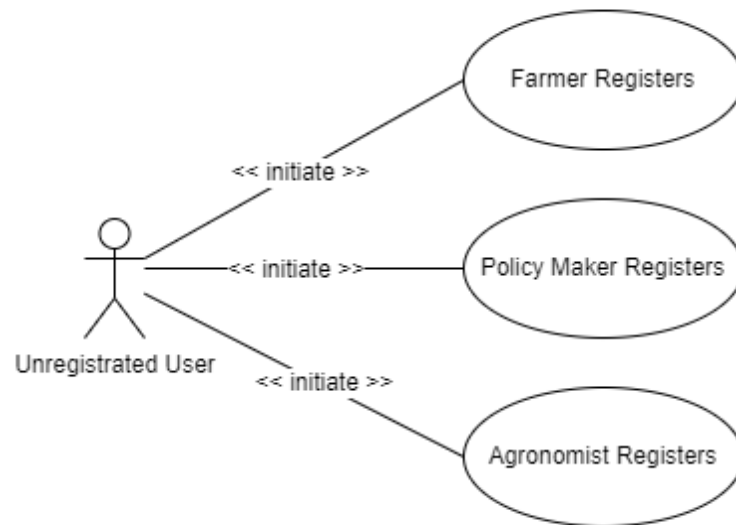 Farmer Registers
<< initiate >>
<< initiate >>
Policy Maker Registers
Unregistrated User
<< initiate >>
Agronomist Registers